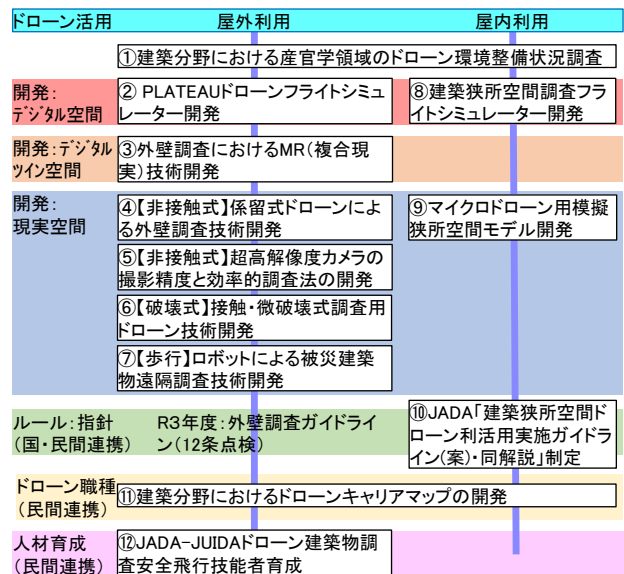 ドローン活用 屋外利用 屋内利用
①建築分野における産官学領域のドローン環境整備状況調査
開発：
デジタル空間
② PLATEAUドローンフライトシミュ
レーター開発
⑧建築狭所空間調査フラ
イトシミュレーター開発
開発：デジタル
ツイン空間
③外壁調査におけるMR（複合現
実）技術開発
開発：
現実空間
④【非接触式】係留式ドローンによ
る外壁調査技術開発
⑨マイクロドローン用模擬
狭所空間モデル開発
⑤【非接触式】超高解像度カメラの
撮影精度と効率的調査法の開発
⑥【破壊式】接触・微破壊式調査用
ドローン技術開発
⑦【歩行】ロボットによる被災建築
物遠隔調査技術開発
ルール：指針
（国・民間連携）
R3年度：外壁調査ガイドライ
ン（12条点検）
⑩JADA「建築狭所空間ド
ローン利活用実施ガイドラ
イン（案）・同解説」制定
ドローン職種
（民間連携）
⑪建築分野におけるドローンキャリアマップの開発
人材育成
（民間連携）
⑫JADA-JUIDAドローン建築物調
査安全飛行技能者育成